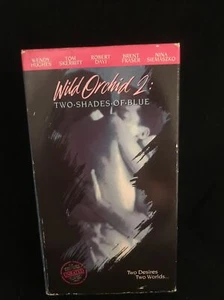 WENDY TOM ROBERT BRENT NINA
HUGHES SKERRITT DAVI FRASER SIEMASZKO
Wild Orchid 2:
TWO·SHADES·OF·BLUE
UNRATED
Two Desires
Two Worlds...